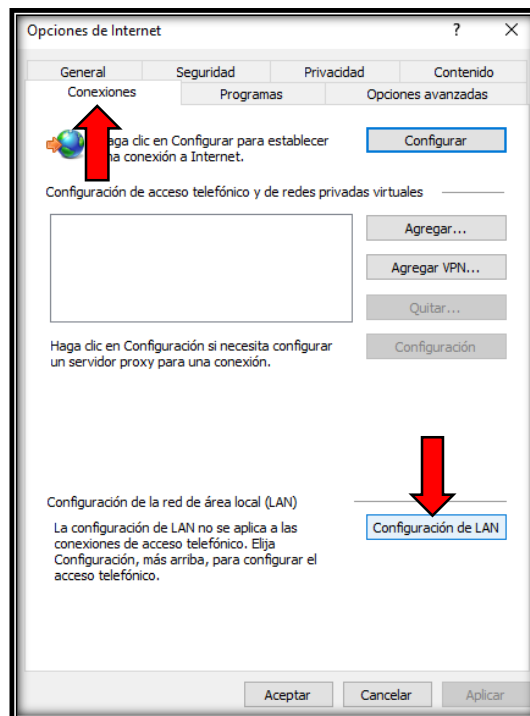 Opciones de Internet
?
X
General
Seguridad
Privacidad
Contenido
Conexiones
Programas
Opciones avanzadas
aga clic en Configurar para establecer
na conexión a Internet.
Configurar
Configuración de acceso telefónico y de redes privadas virtuales
Agregar...
Agregar VPN...
Quitar...
Haga clic en Configuración si necesita configurar
un servidor proxy para una conexión.
Configuración
Configuración de la red de área local (LAN)
La configuración de LAN no se aplica a las
conexiones de acceso telefónico. Elija
Configuración, más arriba, para configurar el
acceso telefónico.
Configuración de LAN
Aceptar
Cancelar
Aplicar